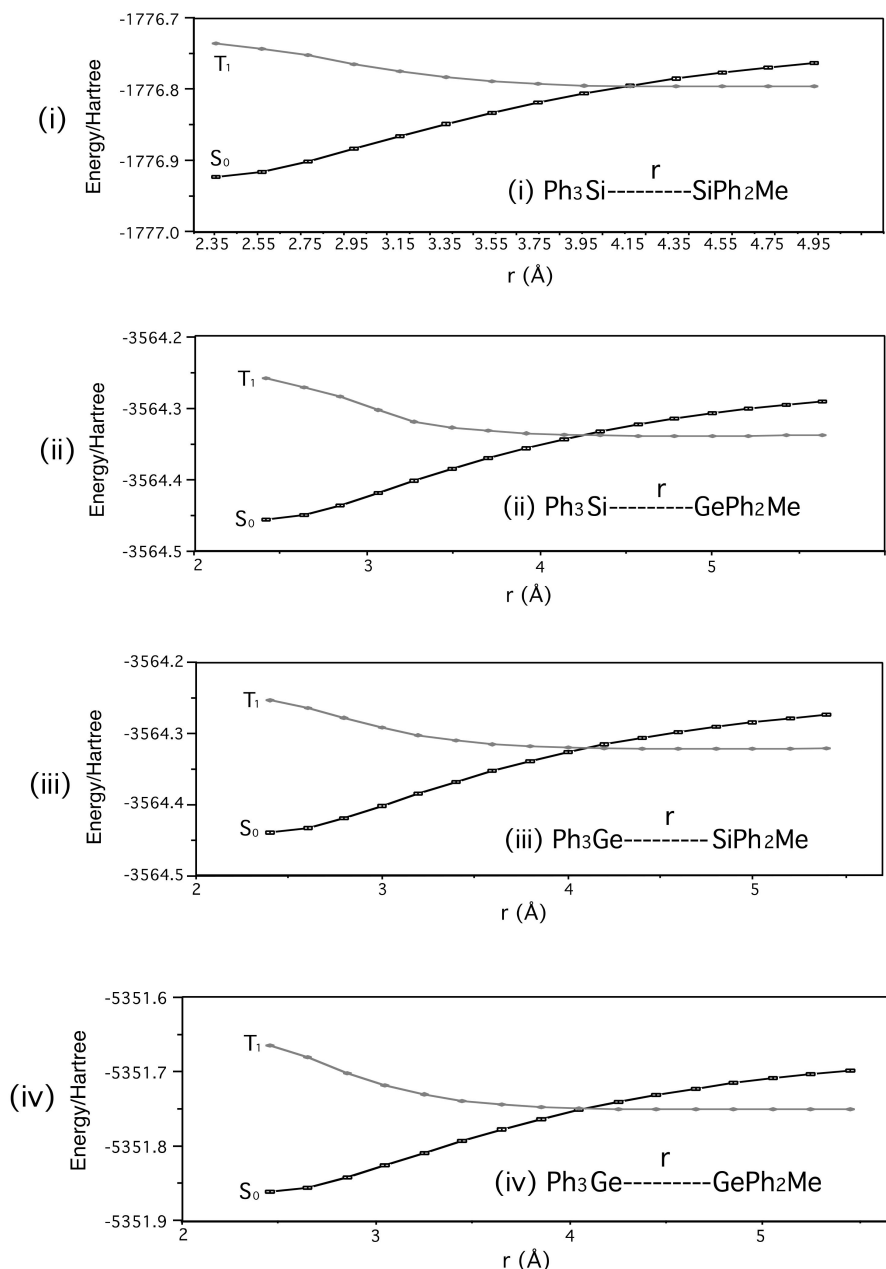 (i)
Energy/Hartree
-1776.7
-1776.8
-1776.9
-1777.0
T1
S0
r
(i) Ph3Si---------SiPh2Me
2.35 2.55 2.75 2.95 3.15 3.35 3.55 3.75 3.95 4.15 4.35 4.55 4.75 4.95
r (Å)
(ii)
Energy/Hartree
-3564.2
-3564.3
-3564.4
-3564.5
T1
S0
r
(ii) Ph3Si---------GePh2Me
2 3 4 5
r (Å)
(iii)
Energy/Hartree
-3564.2
-3564.3
-3564.4
-3564.5
T1
S0
r
(iii) Ph3Ge---------SiPh2Me
2 3 4 5
r (Å)
(iv)
Energy/Hartree
-5351.6
-5351.7
-5351.8
-5351.9
T1
S0
r
(iv) Ph3Ge---------GePh2Me
2 3 4 5
r (Å)